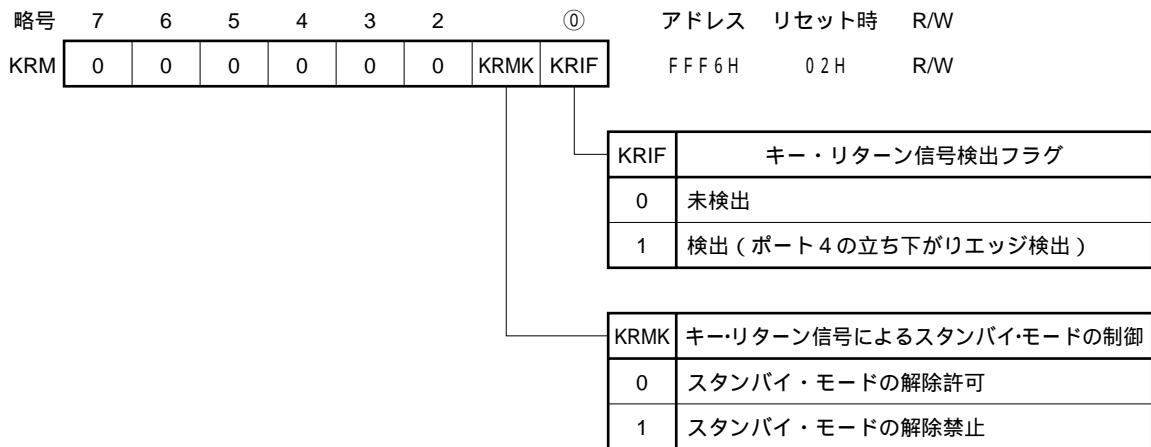 略号 7 6 5 4 3 2 ⓪ アドレス リセット時 R/W
KRM 0 0 0 0 0 0 KRMK KRIF FFF6H 02H R/W
KRIF キー・リターン信号検出フラグ
0 未検出
1 検出(ポート4の立ち下がりエッジ検出)
KRMK キー・リターン信号によるスタンバイ・モードの制御
0 スタンバイ・モードの解除許可
1 スタンバイ・モードの解除禁止